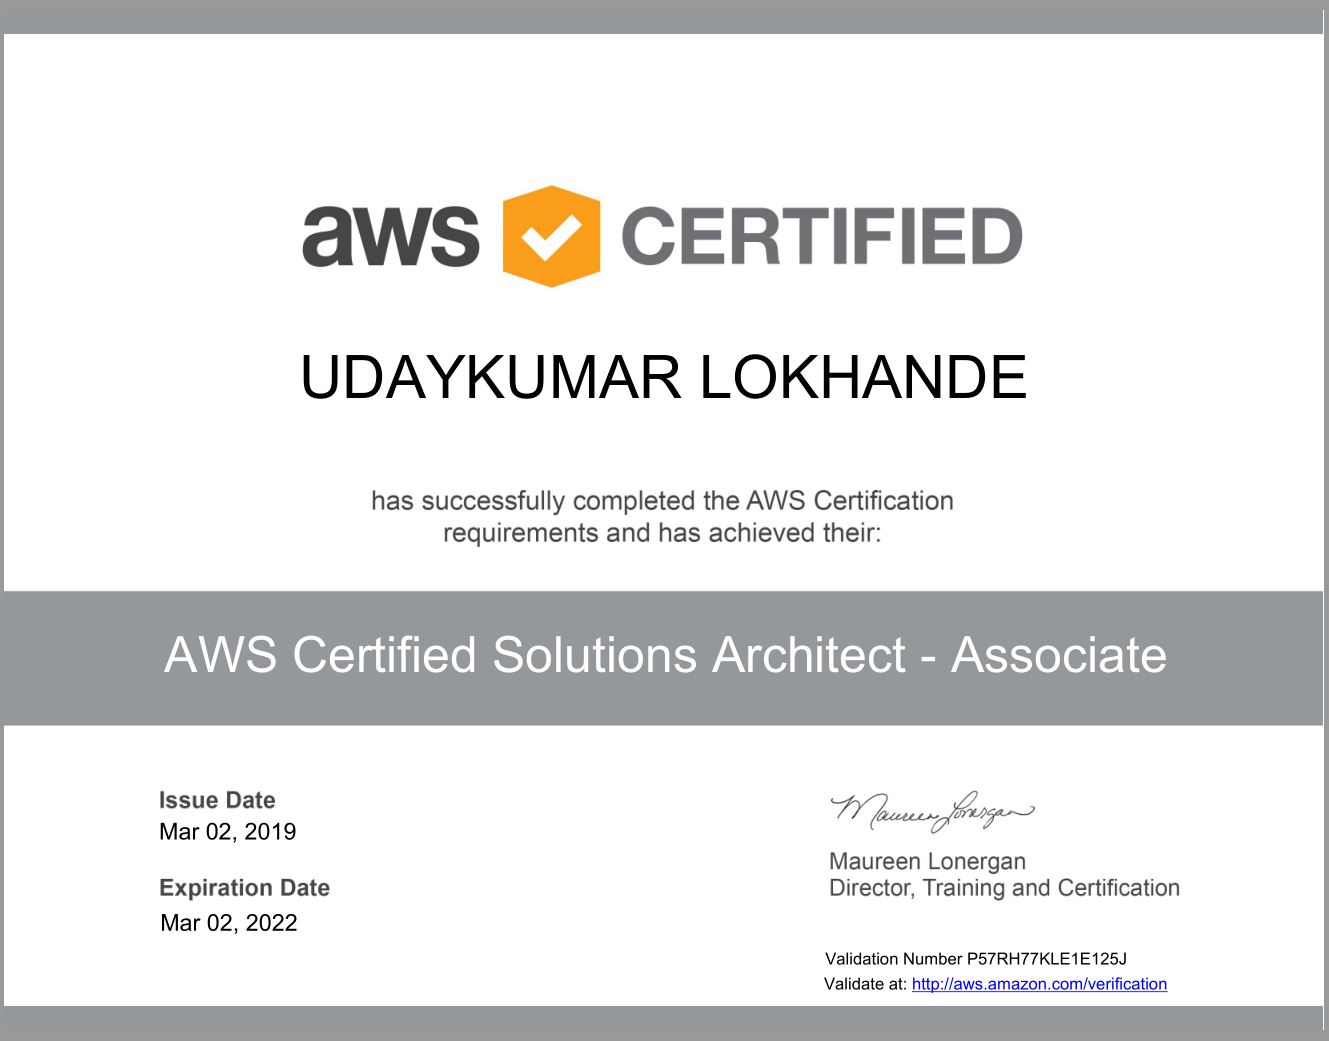 aws CERTIFIED
UDAYKUMAR LOKHANDE
has successfully completed the AWS Certification
requirements and has achieved their:
AWS Certified Solutions Architect - Associate
Issue Date
Mar 02, 2019
Expiration Date
Mar 02, 2022
Maureen Lonergan
Maureen Lonergan
Director, Training and Certification
Validation Number P57RH77KLE1E125J
Validate at: http://aws.amazon.com/verification